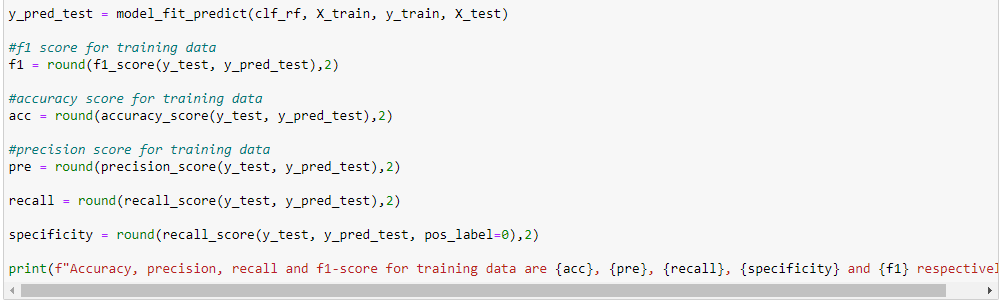 y_pred_test = model_fit_predict(clf_rf, X_train, y_train, X_test)
#f1 score for training data
f1 = round(f1_score(y_test, y_pred_test),2)
#accuracy score for training data
acc = round(accuracy_score(y_test, y_pred_test),2)
#precision score for training data
pre = round(precision_score(y_test, y_pred_test),2)
recall = round(recall_score(y_test, y_pred_test),2)
specificity = round(recall_score(y_test, y_pred_test, pos_label=0),2)
print(f"Accuracy, precision, recall and f1-score for training data are {acc}, {pre}, {recall}, {specificity} and {f1} respectivel